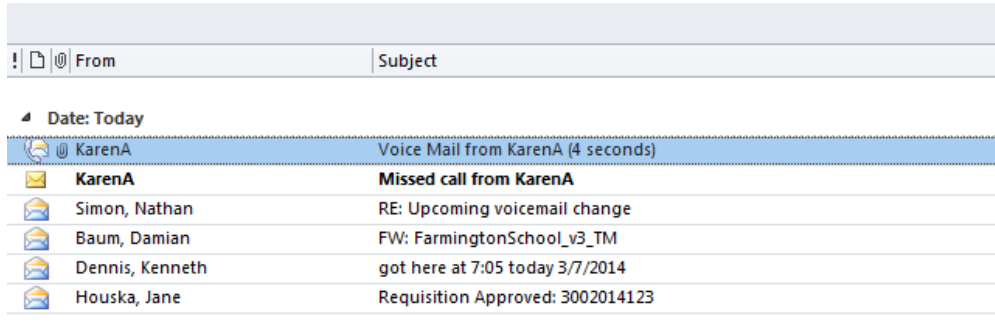 ! From Subject
Date: Today
KarenA Voice Mail from KarenA (4 seconds)
KarenA Missed call from KarenA
Simon, Nathan RE: Upcoming voicemail change
Baum, Damian FW: FarmingtonSchool_v3_TM
Dennis, Kenneth got here at 7:05 today 3/7/2014
Houska, Jane Requisition Approved: 3002014123